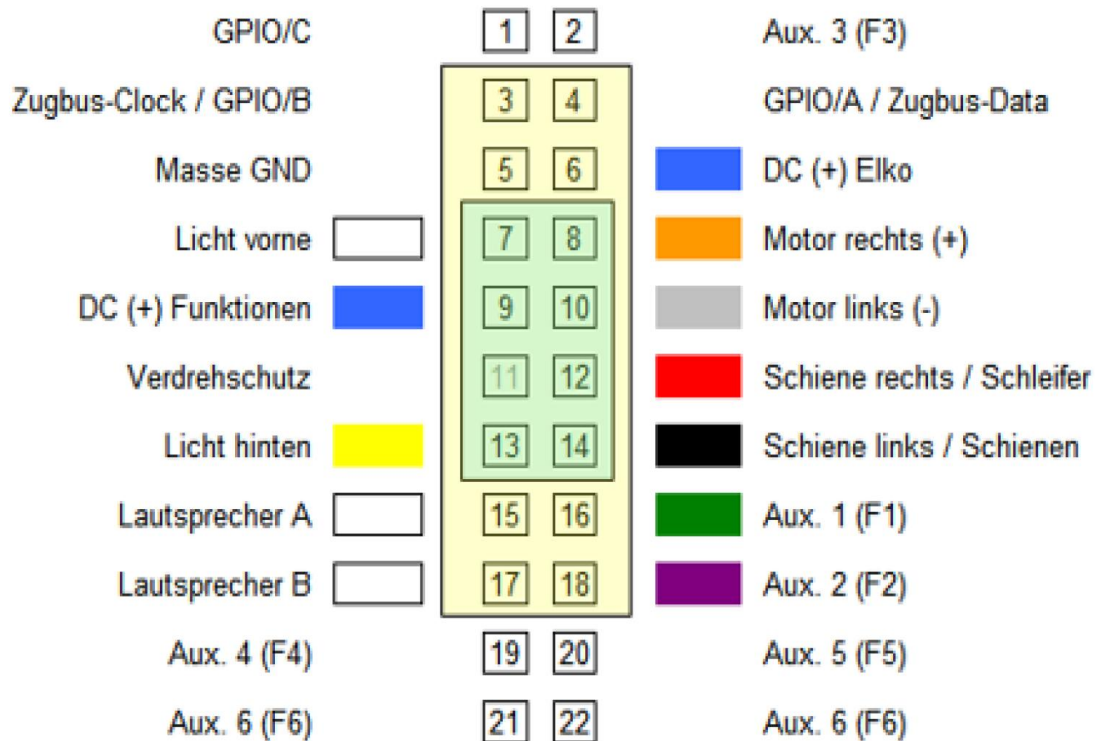 GPIO/C 1 2 Aux. 3 (F3)
Zugbus-Clock / GPIO/B 3 4 GPIO/A / Zugbus-Data
Masse GND 5 6 DC (+) Elko
Licht vorne 7 8 Motor rechts (+)
DC (+) Funktionen 9 10 Motor links (-)
Verdrehschutz 11 12 Schiene rechts / Schleifer
Licht hinten 13 14 Schiene links / Schienen
Lautsprecher A 15 16 Aux. 1 (F1)
Lautsprecher B 17 18 Aux. 2 (F2)
Aux. 4 (F4) 19 20 Aux. 5 (F5)
Aux. 6 (F6) 21 22 Aux. 6 (F6)